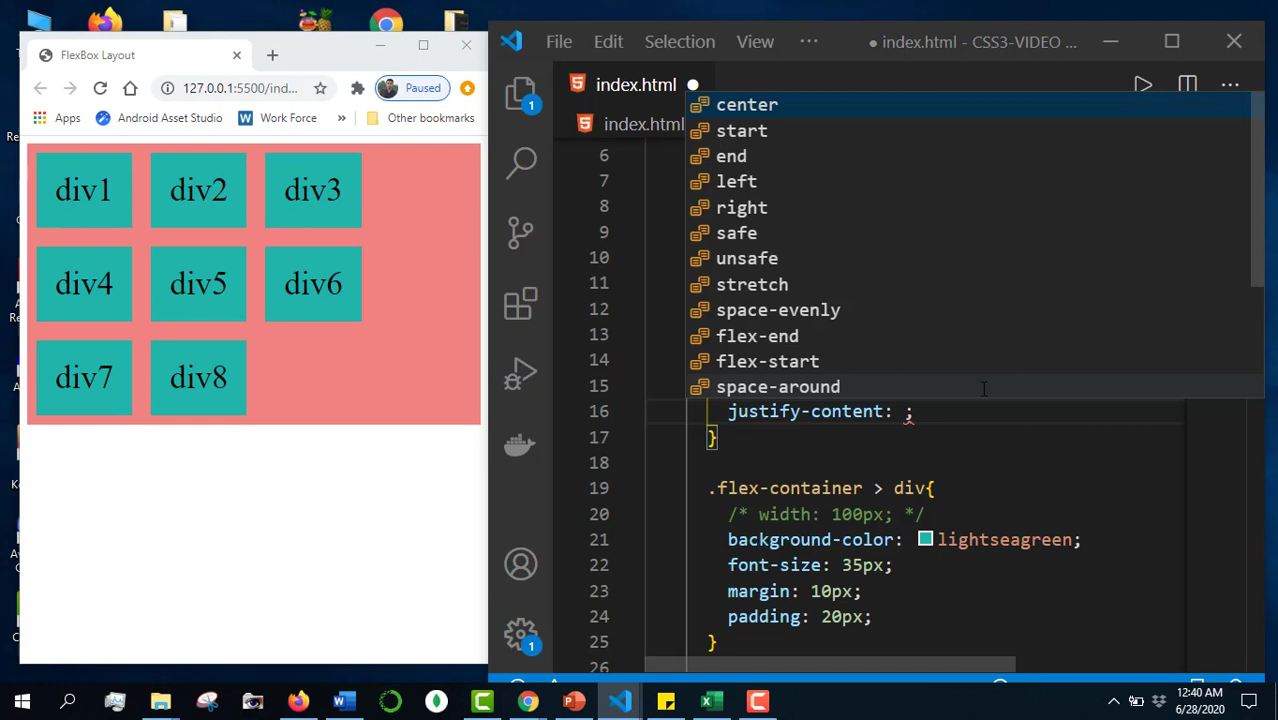 FlexBox Layout
127.0.0.1:5500/ind...
Paused
Apps
Android Asset Studio
Work Force
»
Other bookmarks
div1
div2
div3
div4
div5
div6
div7
div8
File
Edit
Selection
View
···
● index.html - CSS3-VIDEO ...
index.html
index.html
1
1
center
start
end
left
right
safe
unsafe
stretch
space-evenly
flex-end
flex-start
space-around
6
7
8
9
10
11
12
13
14
15
16 justify-content: ;
17 }
18
19 .flex-container > div{
20 /* width: 100px; */
21 background-color: lightseagreen;
22 font-size: 35px;
23 margin: 10px;
24 padding: 20px;
25 }
26
12:40 AM
6/28/2020